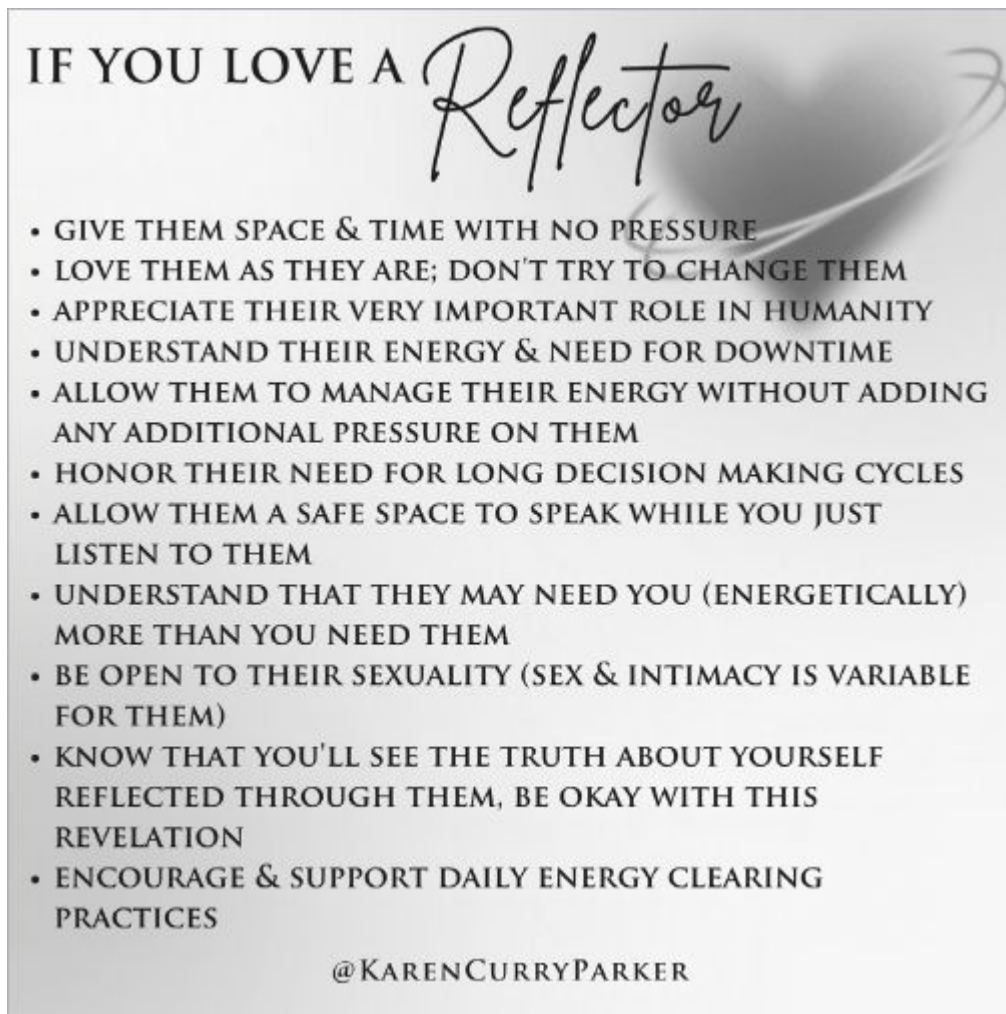 IF YOU LOVE A Reflector
• GIVE THEM SPACE & TIME WITH NO PRESSURE
• LOVE THEM AS THEY ARE; DON'T TRY TO CHANGE THEM
• APPRECIATE THEIR VERY IMPORTANT ROLE IN HUMANITY
• UNDERSTAND THEIR ENERGY & NEED FOR DOWNTIME
• ALLOW THEM TO MANAGE THEIR ENERGY WITHOUT ADDING
ANY ADDITIONAL PRESSURE ON THEM
• HONOR THEIR NEED FOR LONG DECISION MAKING CYCLES
• ALLOW THEM A SAFE SPACE TO SPEAK WHILE YOU JUST
LISTEN TO THEM
• UNDERSTAND THAT THEY MAY NEED YOU (ENERGETICALLY)
MORE THAN YOU NEED THEM
• BE OPEN TO THEIR SEXUALITY (SEX & INTIMACY IS VARIABLE
FOR THEM)
• KNOW THAT YOU'LL SEE THE TRUTH ABOUT YOURSELF
REFLECTED THROUGH THEM, BE OKAY WITH THIS
REVELATION
• ENCOURAGE & SUPPORT DAILY ENERGY CLEARING
PRACTICES
@KARENCURRYPARKER